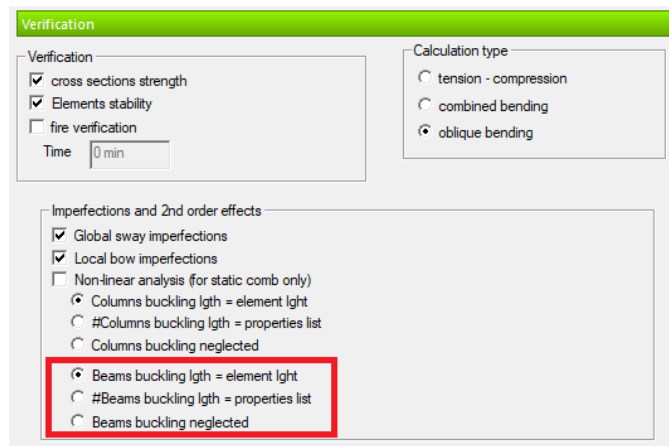 Verification
Verification
cross sections strength
Elements stability
fire verification
Time 0 min
Calculation type
tension - compression
combined bending
oblique bending
Imperfections and 2nd order effects
Global sway imperfections
Local bow imperfections
Non-linear analysis (for static comb only)
Columns buckling lgth = element lght
#Columns buckling lgth = properties list
Columns buckling neglected
Beams buckling lgth = element lght
#Beams buckling lgth = properties list
Beams buckling neglected